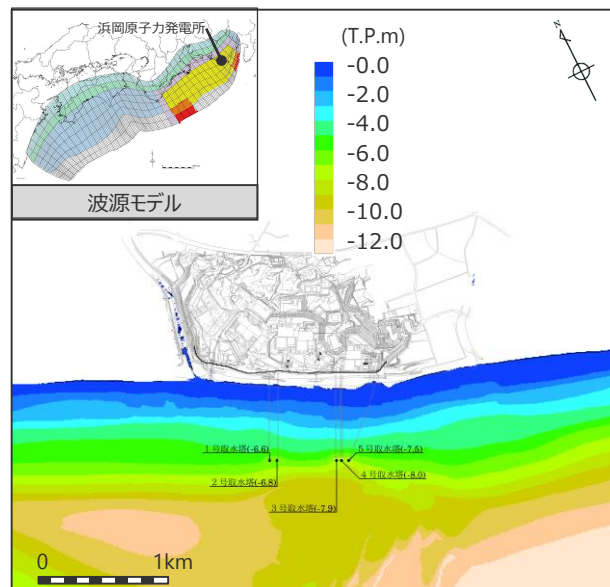 浜岡原子力発電所
波源モデル
(T.P.m)
-0.0
-2.0
-4.0
-6.0
-8.0
-10.0
-12.0
N
1号取水塔(-6.6)
5号取水塔(-7.5)
2号取水塔(-6.8)
4号取水塔(-8.0)
3号取水塔(-7.9)
0 1km